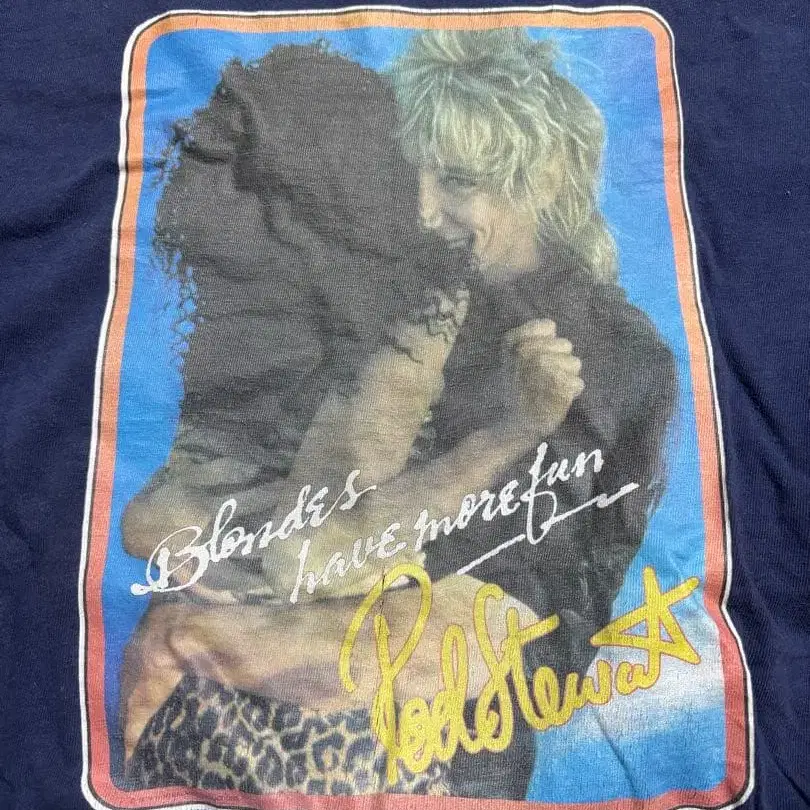 Blondes
have more fun
Rod Stewart